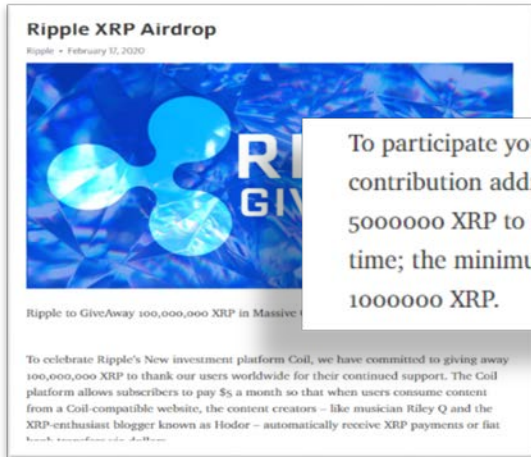 Ripple XRP Airdrop
Ripple • February 17, 2020
R
GIV
Ripple to GiveAway 100,000,000 XRP in Massive
To celebrate Ripple's New investment platform Coil, we have committed to giving away
100,000,000 XRP to thank our users worldwide for their continued support. The Coil
platform allows subscribers to pay $5 a month so that when users consume content
from a Coil-compatible website, the content creators – like musician Riley Q and the
XRP-enthusiast blogger known as Hodor – automatically receive XRP payments or fiat
To participate yo
contribution add
5000000 XRP to
time; the minimu
1000000 XRP.